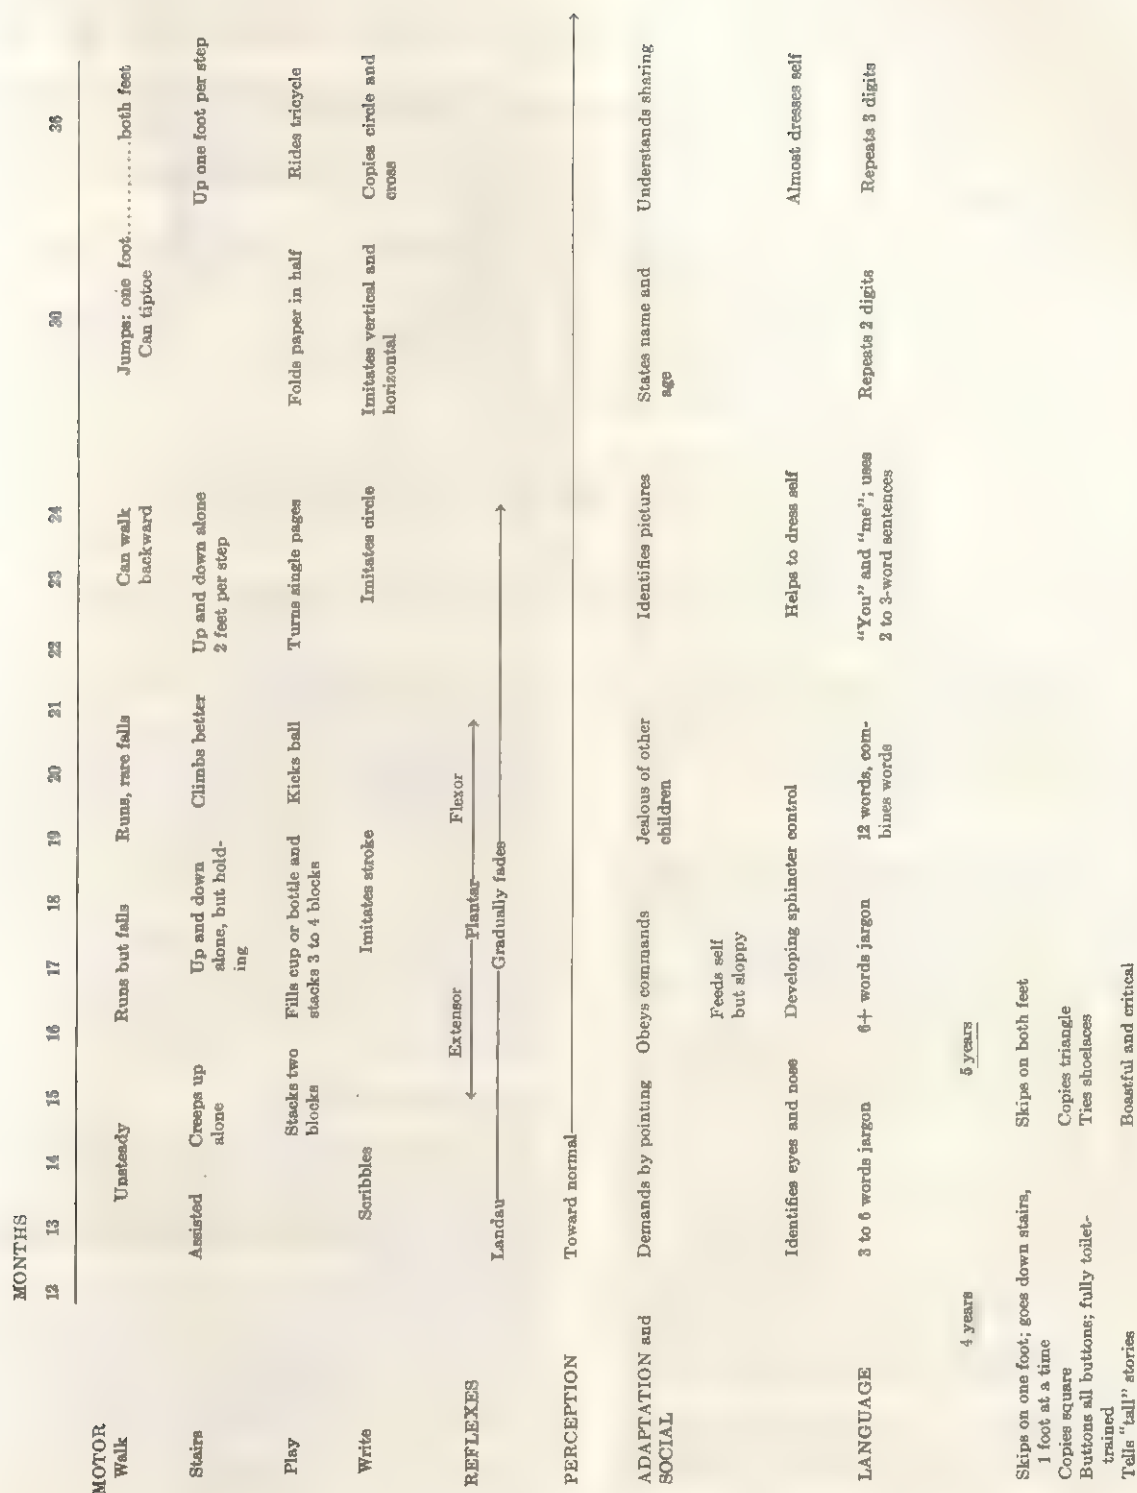 MONTHS
12 13 14 15 16 17 18 19 20 21 22 23 24 30 36
MOTOR
Walk Unsteady Runs but falls Runs, rare falls Can walk Jumps: one foot............both feet
backward Can tiptoe
Stairs Assisted Creeps up Up and down Climbs better Up and down alone Up one foot per step
alone alone, but hold- 2 feet per step
ing
Play Stacks two Fills cup or bottle and Kicks ball Turns single pages Folds paper in half Rides tricycle
blocks stacks 3 to 4 blocks
Write Scribbles Imitates stroke Imitates circle Imitates vertical and Copies circle and
horizontal cross
Extensor Flexor
REFLEXES Plantar
Landau Gradually fades
PERCEPTION Toward normal
ADAPTATION and Demands by pointing Obeys commands Jealous of other Identifies pictures States name and Understands sharing
SOCIAL children age
Feeds self
but sloppy
Identifies eyes and nose Developing sphincter control Helps to dress self Almost dresses self
LANGUAGE 3 to 6 words jargon 6+ words jargon 12 words, com- "You" and "me"; uses Repeats 2 digits Repeats 3 digits
bines words 2 to 3-word sentences
4 years 5 years
Skips on one foot; goes down stairs, Skips on both feet
1 foot at a time
Copies square Copies triangle
Buttons all buttons; fully toilet- Ties shoelaces
trained
Tells "tall" stories Boastful and critical